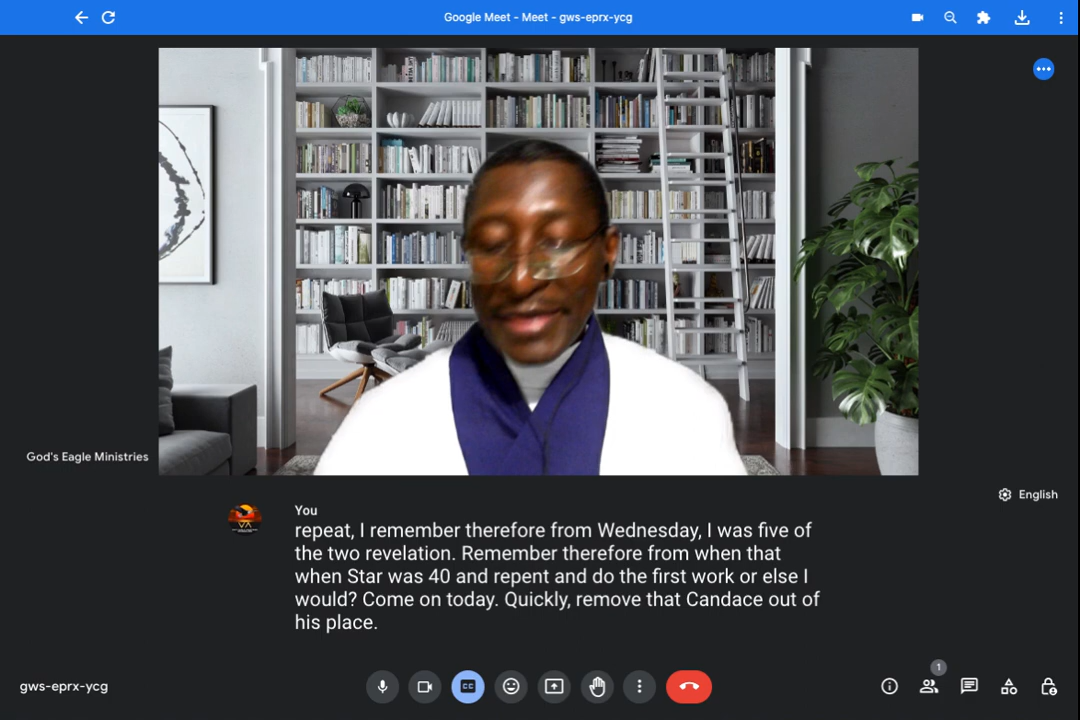 Google Meet - Meet - gws-eprx-ycg
God's Eagle Ministries
English
You
repeat, I remember therefore from Wednesday, I was five of
the two revelation. Remember therefore from when that
when Star was 40 and repent and do the first work or else I
would? Come on today. Quickly, remove that Candace out of
his place.
gws-eprx-ycg
CC
1